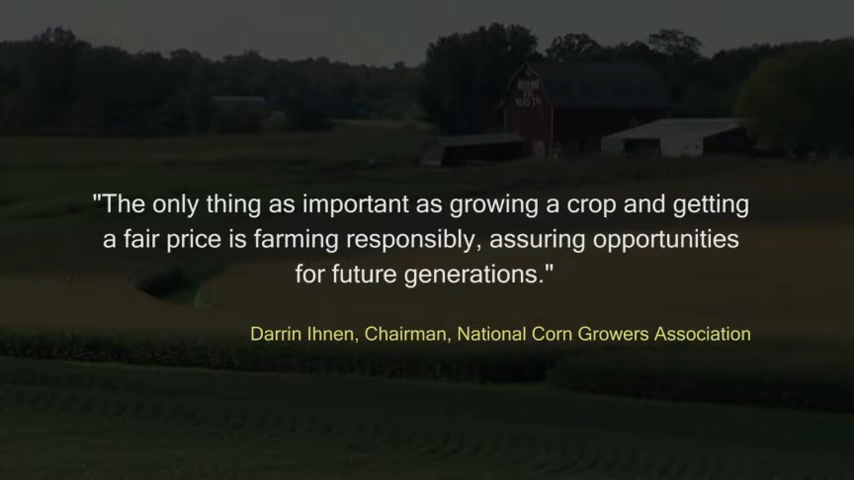 "The only thing as important as growing a crop and getting
a fair price is farming responsibly, assuring opportunities
for future generations."
Darrin Ihnen, Chairman, National Corn Growers Association